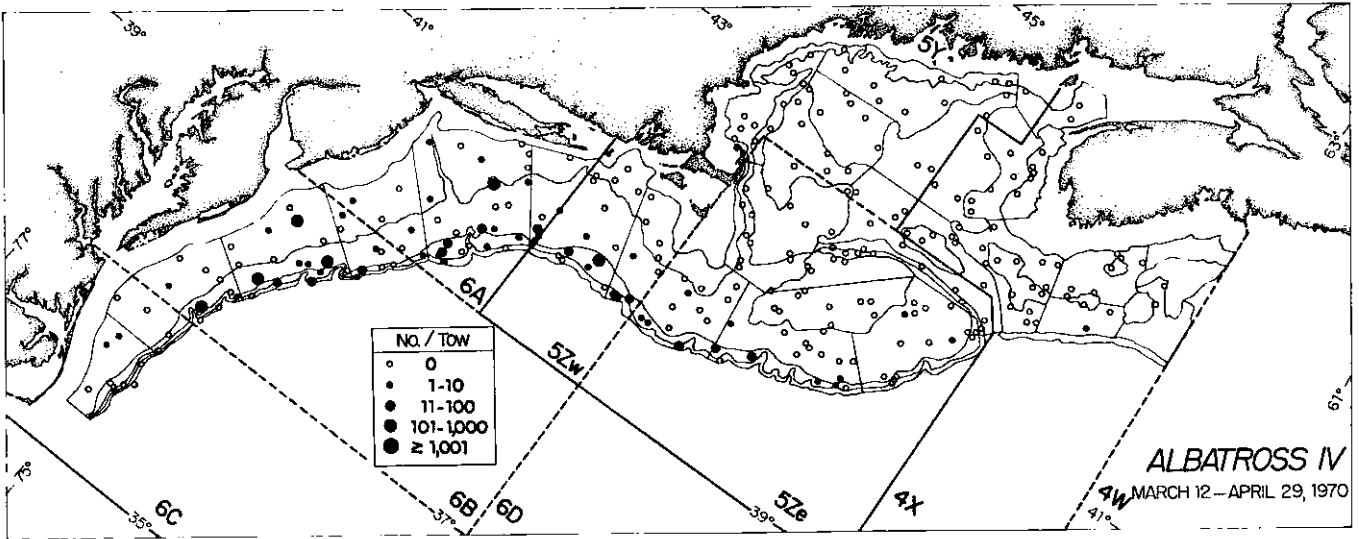 39°
41°
43°
45°
5Y
63°
77°
6A
5Zw
No. / Tow
0
1-10
11-100
101-1,000
≥ 1,001
67°
75°
ALBATROSS IV
MARCH 12 – APRIL 29, 1970
35°
6C
37°
6B
6D
39°
5Ze
4X
4W
41°